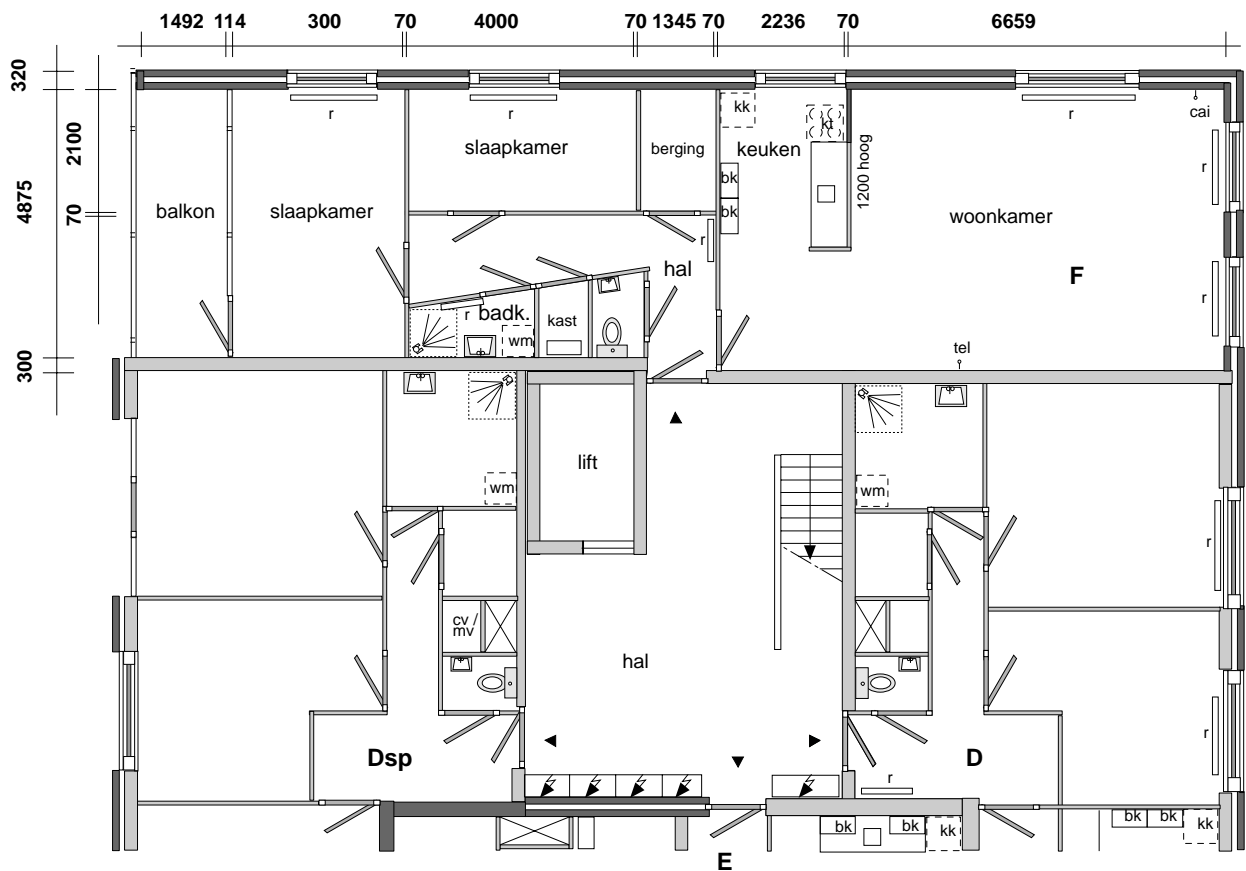 1492 114 300 70 4000 70 1345 70 2236 70 6659
320
2100
4875
70
300
r
r
r
kk
kt
cai
slaapkamer
berging
keuken
1200 hoog
r
bk
bk
balkon
slaapkamer
woonkamer
r
hal
F
r
r
badk.
kast
wm
tel
lift
wm
wm
r
cv /
mv
hal
r
Dsp
D
r
bk
bk
kk
bk
bk
kk
E